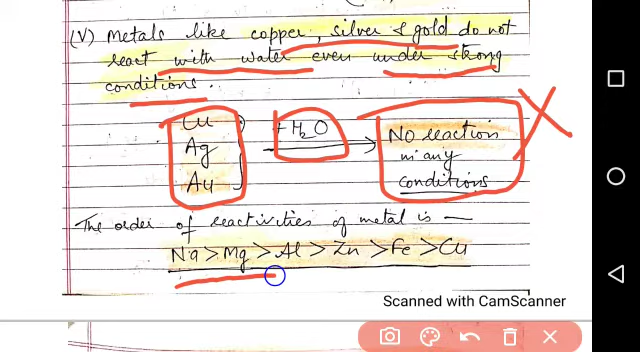 (V) Metals like copper, silver & gold do not
react with water even under strong
conditions.
Cu
Ag
Au
+ H₂O
NO reaction
in any
conditions
The order of reactivities of metal is —
Na > Mg > Al > Zn > Fe > Cu
Scanned with CamScanner